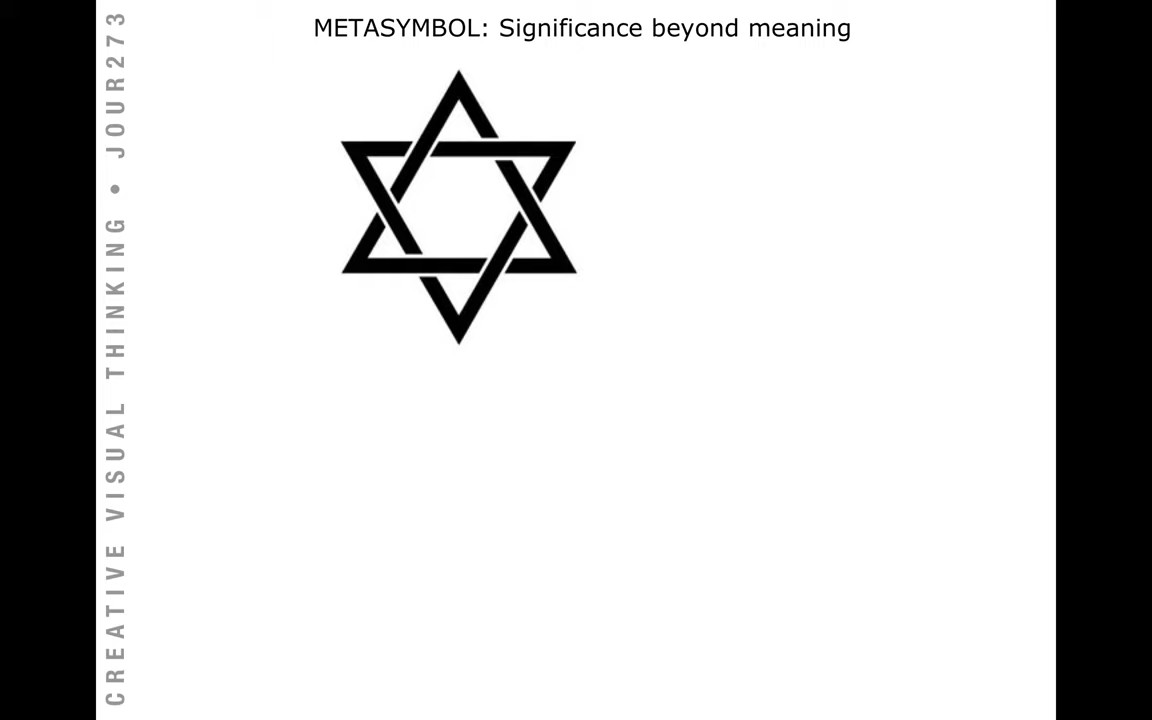 METASYMBOL: Significance beyond meaning
CREATIVE VISUAL THINKING • JOUR273